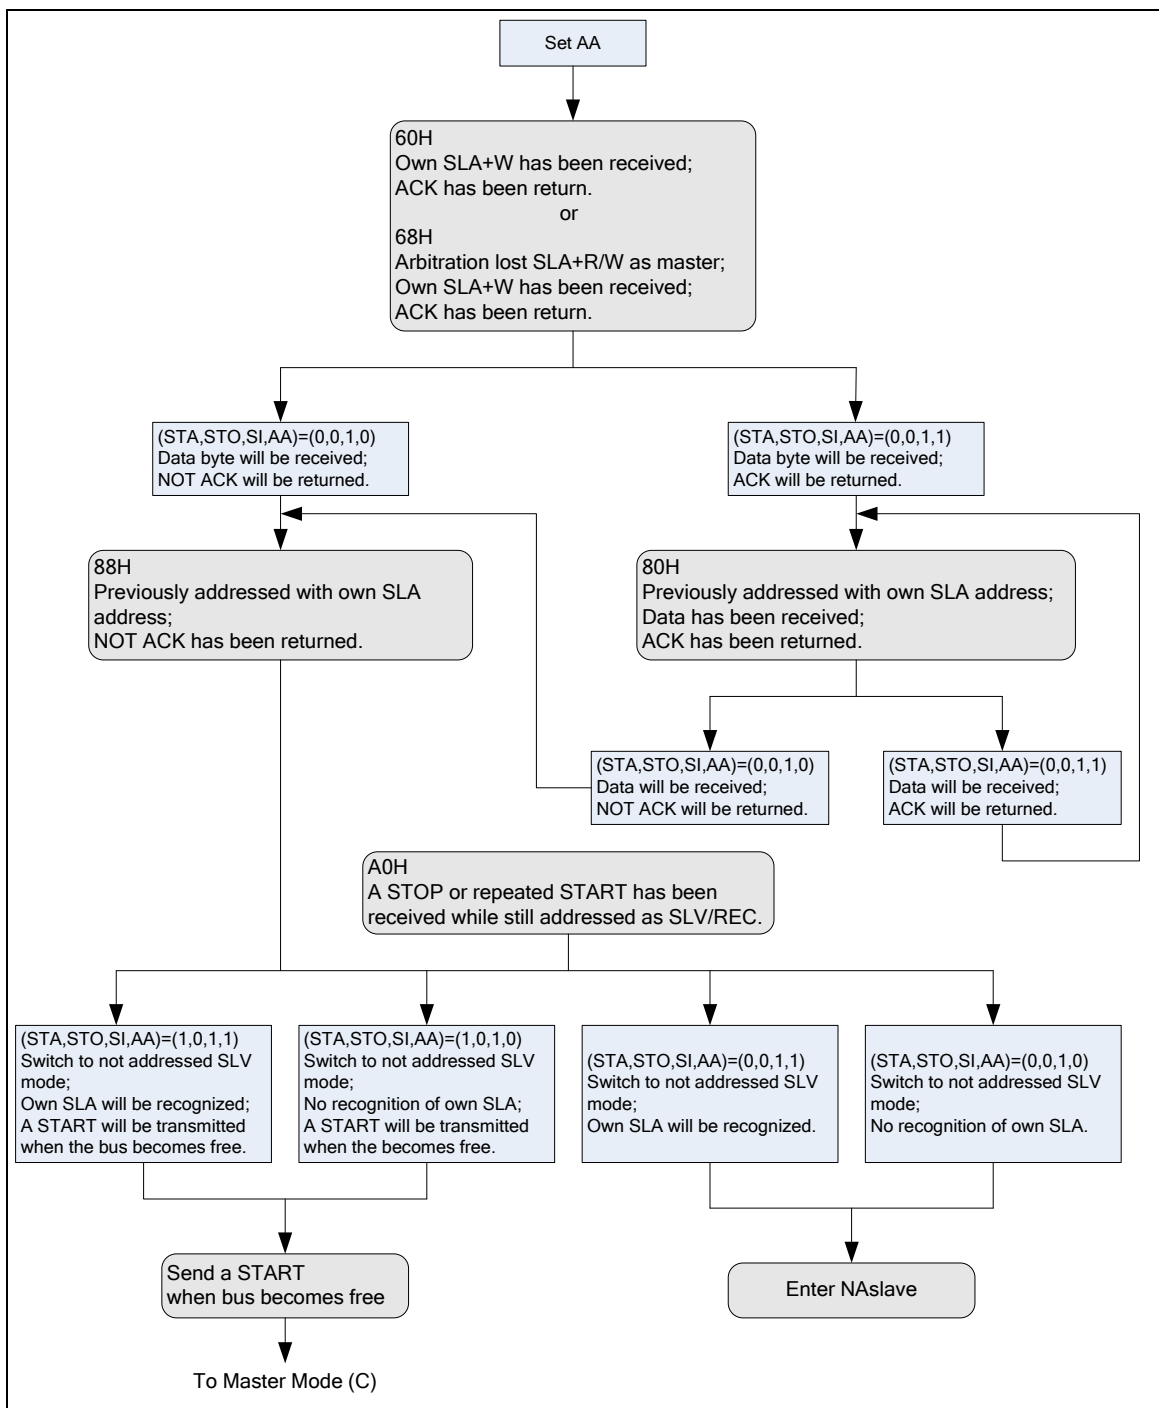 Set AA
60H
Own SLA+W has been received;
ACK has been return.
or
68H
Arbitration lost SLA+R/W as master;
Own SLA+W has been received;
ACK has been return.
(STA,STO,SI,AA)=(0,0,1,0)
Data byte will be received;
NOT ACK will be returned.
(STA,STO,SI,AA)=(0,0,1,1)
Data byte will be received;
ACK will be returned.
88H
Previously addressed with own SLA
address;
NOT ACK has been returned.
80H
Previously addressed with own SLA address;
Data has been received;
ACK has been returned.
(STA,STO,SI,AA)=(0,0,1,0)
Data will be received;
NOT ACK will be returned.
(STA,STO,SI,AA)=(0,0,1,1)
Data will be received;
ACK will be returned.
A0H
A STOP or repeated START has been
received while still addressed as SLV/REC.
(STA,STO,SI,AA)=(1,0,1,1)
Switch to not addressed SLV
mode;
Own SLA will be recognized;
A START will be transmitted
when the bus becomes free.
(STA,STO,SI,AA)=(1,0,1,0)
Switch to not addressed SLV
mode;
No recognition of own SLA;
A START will be transmitted
when the becomes free.
(STA,STO,SI,AA)=(0,0,1,1)
Switch to not addressed SLV
mode;
Own SLA will be recognized.
(STA,STO,SI,AA)=(0,0,1,0)
Switch to not addressed SLV
mode;
No recognition of own SLA.
Send a START
when bus becomes free
Enter NAslave
To Master Mode (C)